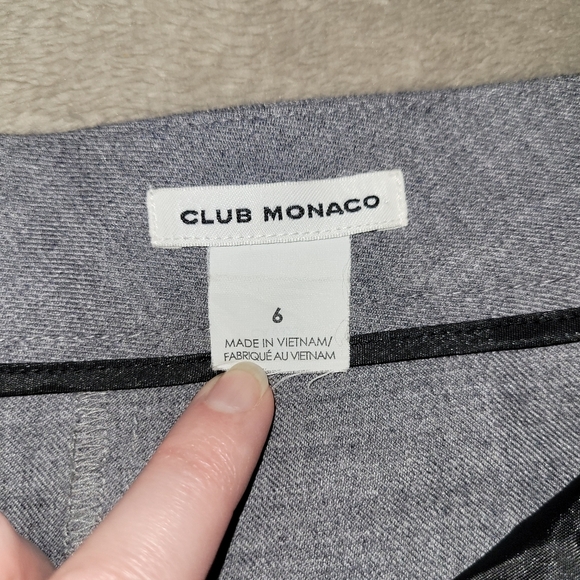 CLUB MONACO
6
MADE IN VIETNAM/
FABRIQUÉ AU VIETNAM